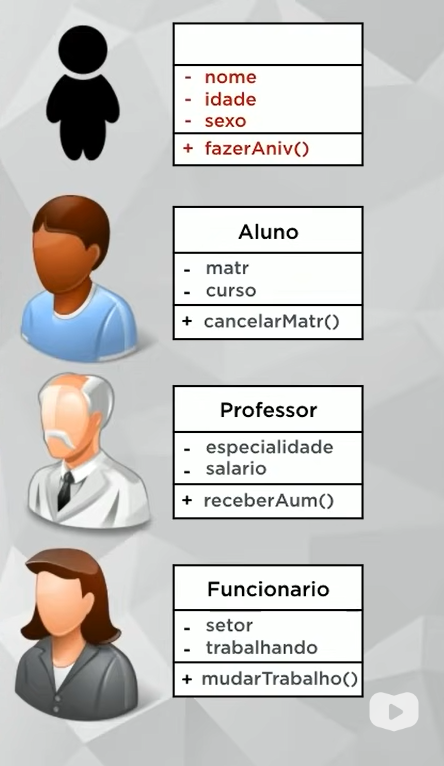 - nome
- idade
- sexo
+ fazerAniv()
Aluno
- matr
- curso
+ cancelarMatr()
Professor
- especialidade
- salario
+ receberAum()
Funcionario
- setor
- trabalhando
+ mudarTrabalho()